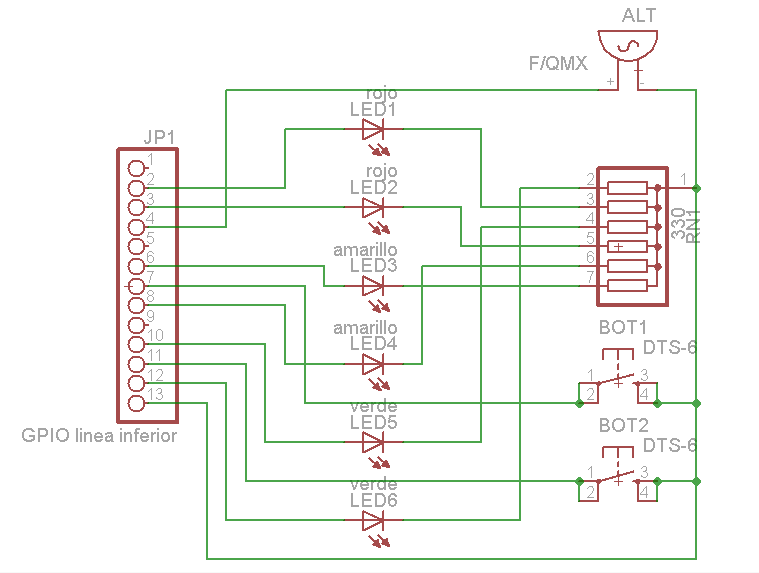 ALT
F/QMX
+
-
JP1
1
2
3
4
5
6
7
8
9
10
11
12
13
GPIO linea inferior
rojo
LED1
rojo
LED2
amarillo
LED3
amarillo
LED4
verde
LED5
verde
LED6
2
3
4
5
6
7
1
330
RN1
BOT1
DTS-6
1
2
3
4
BOT2
DTS-6
1
2
3
4